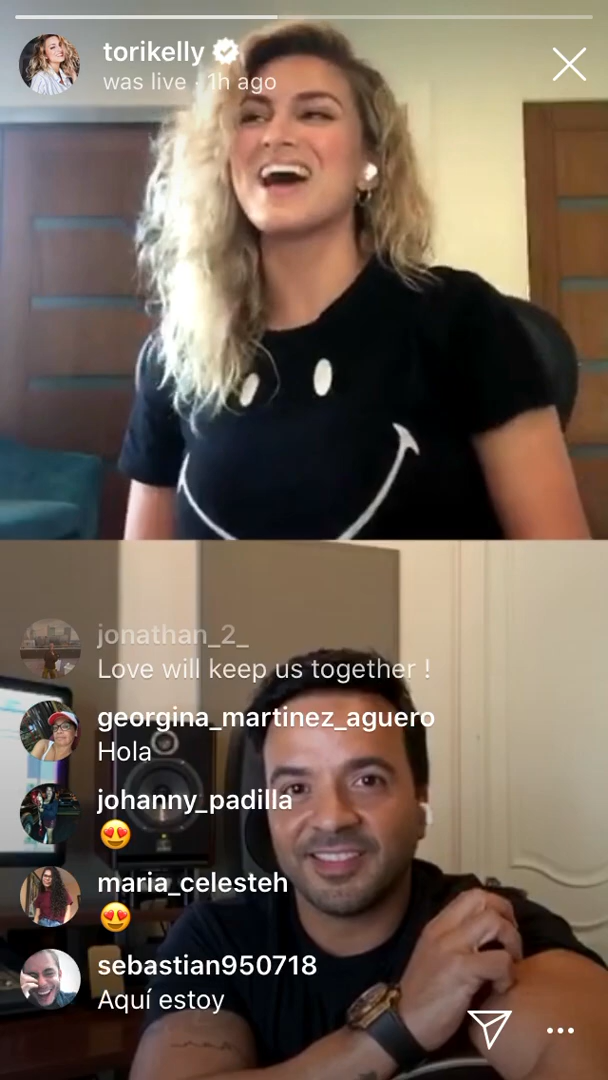 torikelly
was live · 1h ago
jonathan_2_
Love will keep us together !
georgina_martinez_aguero
Hola
johanny_padilla
😍
maria_celesteh
😍
sebastian950718
Aquí estoy